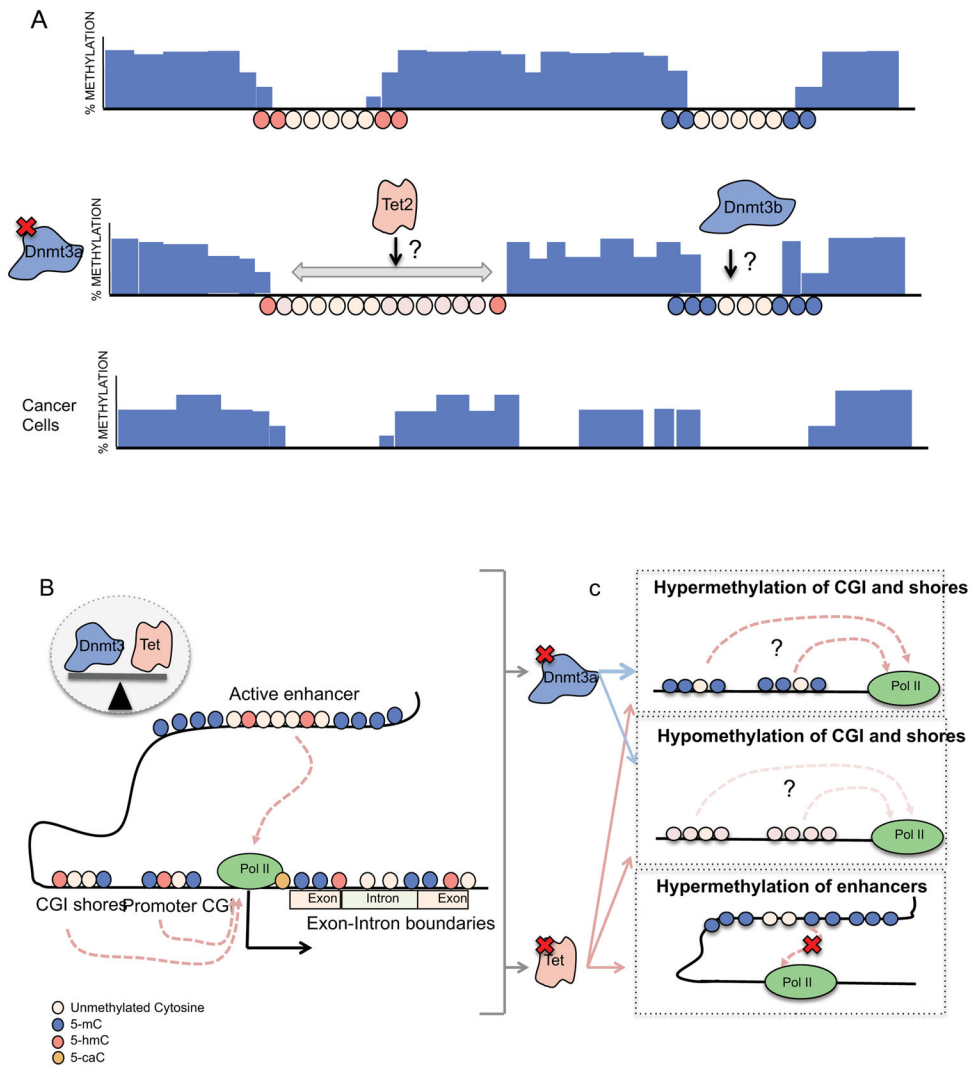 A
% METHYLATION
Tet2
Dnmt3b
Dnmt3a
% METHYLATION
?
?
Cancer
Cells
% METHYLATION
B
Dnmt3
Tet
Active enhancer
Pol II
CGI shores
Promoter CGI
Exon
Intron
Exon
Exon-Intron boundaries
Unmethylated Cytosine
5-mC
5-hmC
5-caC
Dnmt3a
Tet
c
Hypermethylation of CGI and shores
?
Pol II
Hypomethylation of CGI and shores
?
Pol II
Hypermethylation of enhancers
Pol II